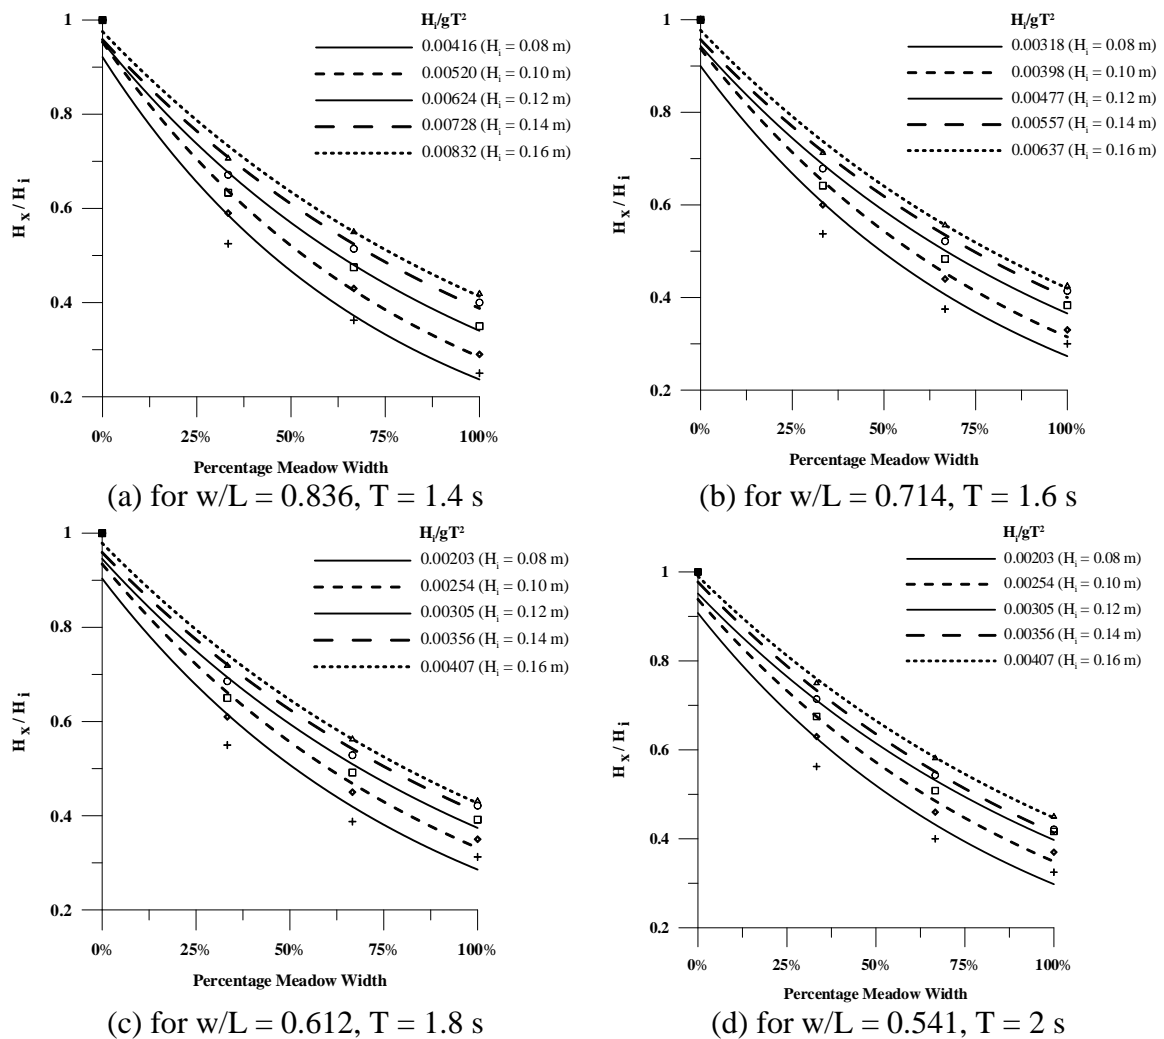 H_i/gT²
0.00416 (H_i = 0.08 m)
0.00520 (H_i = 0.10 m)
0.00624 (H_i = 0.12 m)
0.00728 (H_i = 0.14 m)
0.00832 (H_i = 0.16 m)
1
0.8
0.6
0.4
0.2
H_x / H_i
0% 25% 50% 75% 100%
Percentage Meadow Width
(a) for w/L = 0.836, T = 1.4 s
H_i/gT²
0.00318 (H_i = 0.08 m)
0.00398 (H_i = 0.10 m)
0.00477 (H_i = 0.12 m)
0.00557 (H_i = 0.14 m)
0.00637 (H_i = 0.16 m)
1
0.8
0.6
0.4
0.2
H_x / H_i
0% 25% 50% 75% 100%
Percentage Meadow Width
(b) for w/L = 0.714, T = 1.6 s
H_i/gT²
0.00203 (H_i = 0.08 m)
0.00254 (H_i = 0.10 m)
0.00305 (H_i = 0.12 m)
0.00356 (H_i = 0.14 m)
0.00407 (H_i = 0.16 m)
1
0.8
0.6
0.4
0.2
H_x / H_i
0% 25% 50% 75% 100%
Percentage Meadow Width
(c) for w/L = 0.612, T = 1.8 s
H_i/gT²
0.00203 (H_i = 0.08 m)
0.00254 (H_i = 0.10 m)
0.00305 (H_i = 0.12 m)
0.00356 (H_i = 0.14 m)
0.00407 (H_i = 0.16 m)
1
0.8
0.6
0.4
0.2
H_x / H_i
0% 25% 50% 75% 100%
Percentage Meadow Width
(d) for w/L = 0.541, T = 2 s